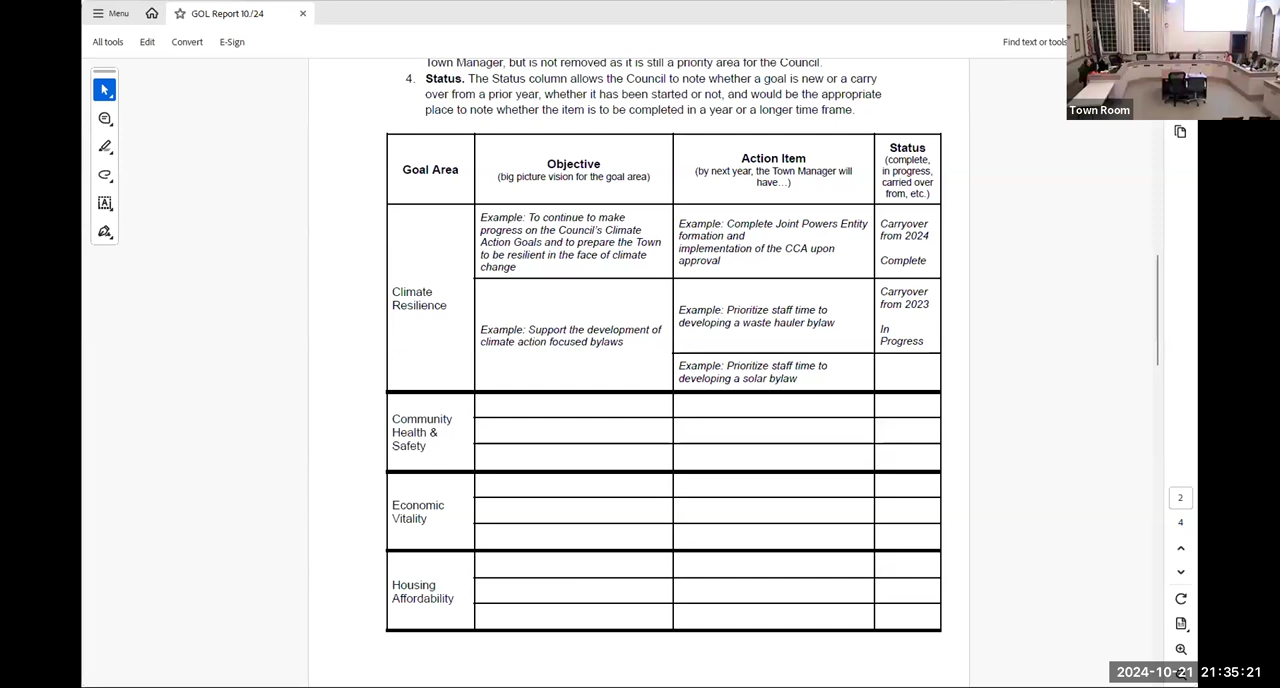 Menu
GOL Report 10./24
All tools
Edit
Convert
E-Sign
Find text or tools
Town Room
Town Manager, but is not removed as it is still a priority area for the Council.
4. Status. The Status column allows the Council to note whether a goal is new or a carry
over from a prior year, whether it has been started or not, and would be the appropriate
place to note whether the item is to be completed in a year or a longer time frame.
Goal Area
Objective
(big picture vision for the goal area)
Action Item
(by next year, the Town Manager will
have…)
Status
(complete,
in progress,
carried over
from, etc.)
Climate
Resilience
Example: To continue to make
progress on the Council's Climate
Action Goals and to prepare the Town
to be resilient in the face of climate
change
Example: Complete Joint Powers Entity
formation and
implementation of the CCA upon
approval
Carryover
from 2024
Complete
Example: Support the development of
climate action focused bylaws
Example: Prioritize staff time to
developing a waste hauler bylaw
Carryover
from 2023
In
Progress
Example: Prioritize staff time to
developing a solar bylaw
Community
Health &
Safety
Economic
Vitality
Housing
Affordability
2
4
2024-10-21 21:35:21